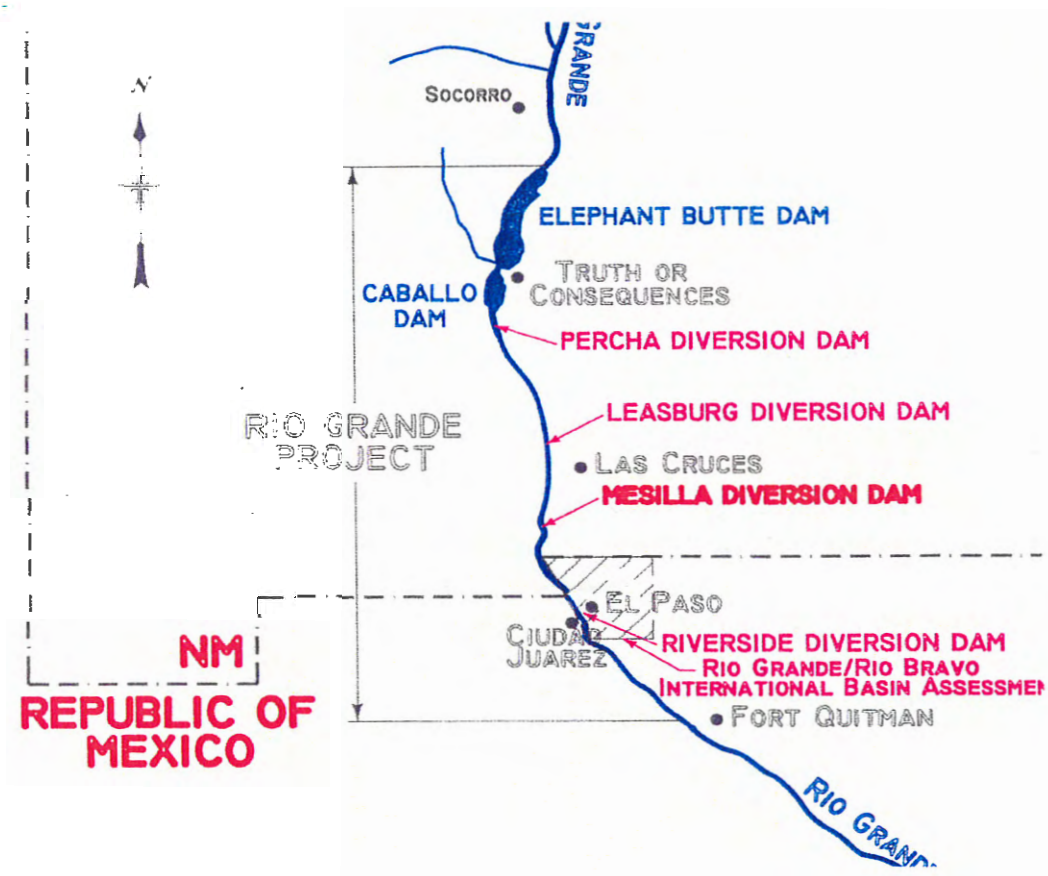 N
GRANDE
SOCORRO
ELEPHANT BUTTE DAM
TRUTH OR
CONSEQUENCES
CABALLO
DAM
PERCHA DIVERSION DAM
LEASBURG DIVERSION DAM
RIO GRANDE
PROJECT
LAS CRUCES
MESILLA DIVERSION DAM
EL PASO
CIUDAD
JUAREZ
RIVERSIDE DIVERSION DAM
RIO GRANDE/RIO BRAVO
INTERNATIONAL BASIN ASSESSMEN
NM
REPUBLIC OF
MEXICO
FORT QUITMAN
RIO GRAND